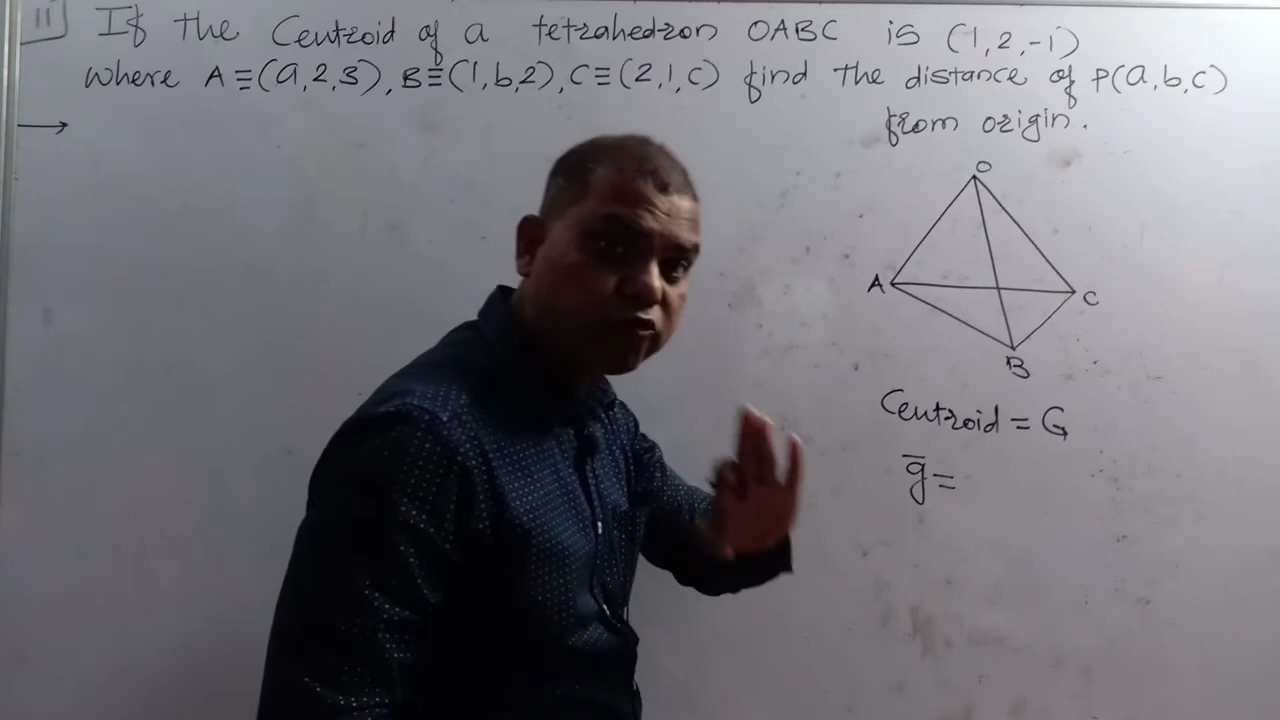 11) If the Centroid of a tetrahedron OABC is (1,2,-1)
where A≡(a,2,3), B≡(1,b,2), C≡(2,1,c) find the distance of P(a,b,c)
from origin.
→
O
A
C
B
Centroid = G
g̅ =